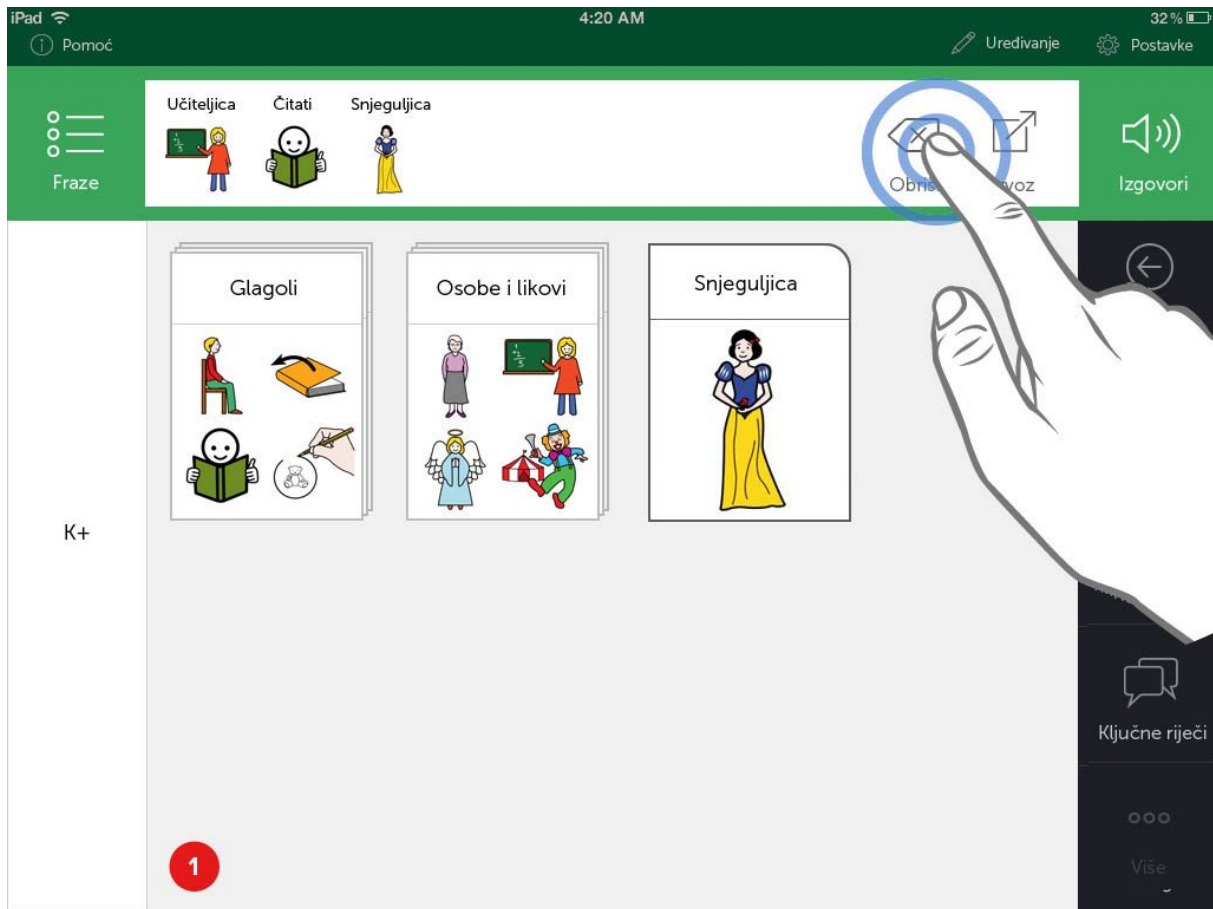 iPad 4:20 AM 32 %
Pomoć Uređivanje Postavke
Učiteljica Čitati Snjeguljica
Fraze Izgovori
Glagoli Osobe i likovi Snjeguljica
K+
Ključne riječi
1
Više